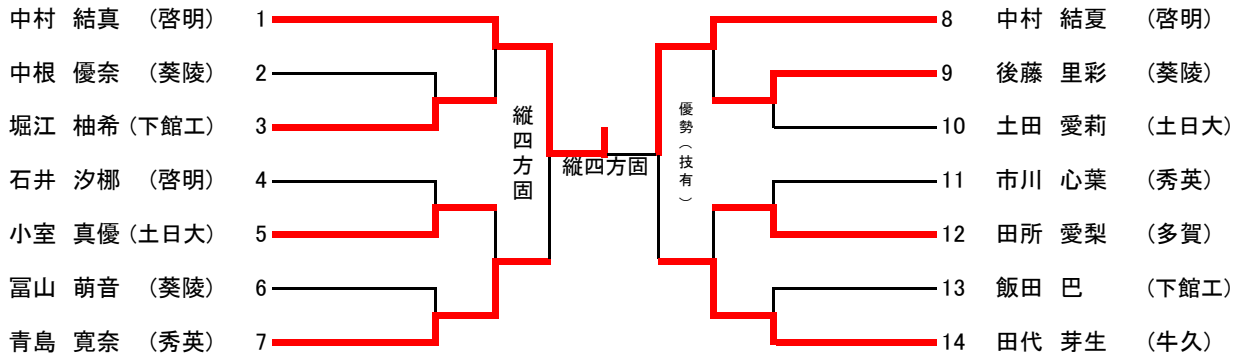 中村 結真 (啓明) 1
中根 優奈 (葵陵) 2
堀江 柚希 (下館工) 3
石井 汐梛 (啓明) 4
小室 真優 (土日大) 5
冨山 萌音 (葵陵) 6
青島 寛奈 (秀英) 7
縦四方固
縦四方固
優勢(技有)
8 中村 結夏 (啓明)
9 後藤 里彩 (葵陵)
10 土田 愛莉 (土日大)
11 市川 心葉 (秀英)
12 田所 愛梨 (多賀)
13 飯田 巴 (下館工)
14 田代 芽生 (牛久)